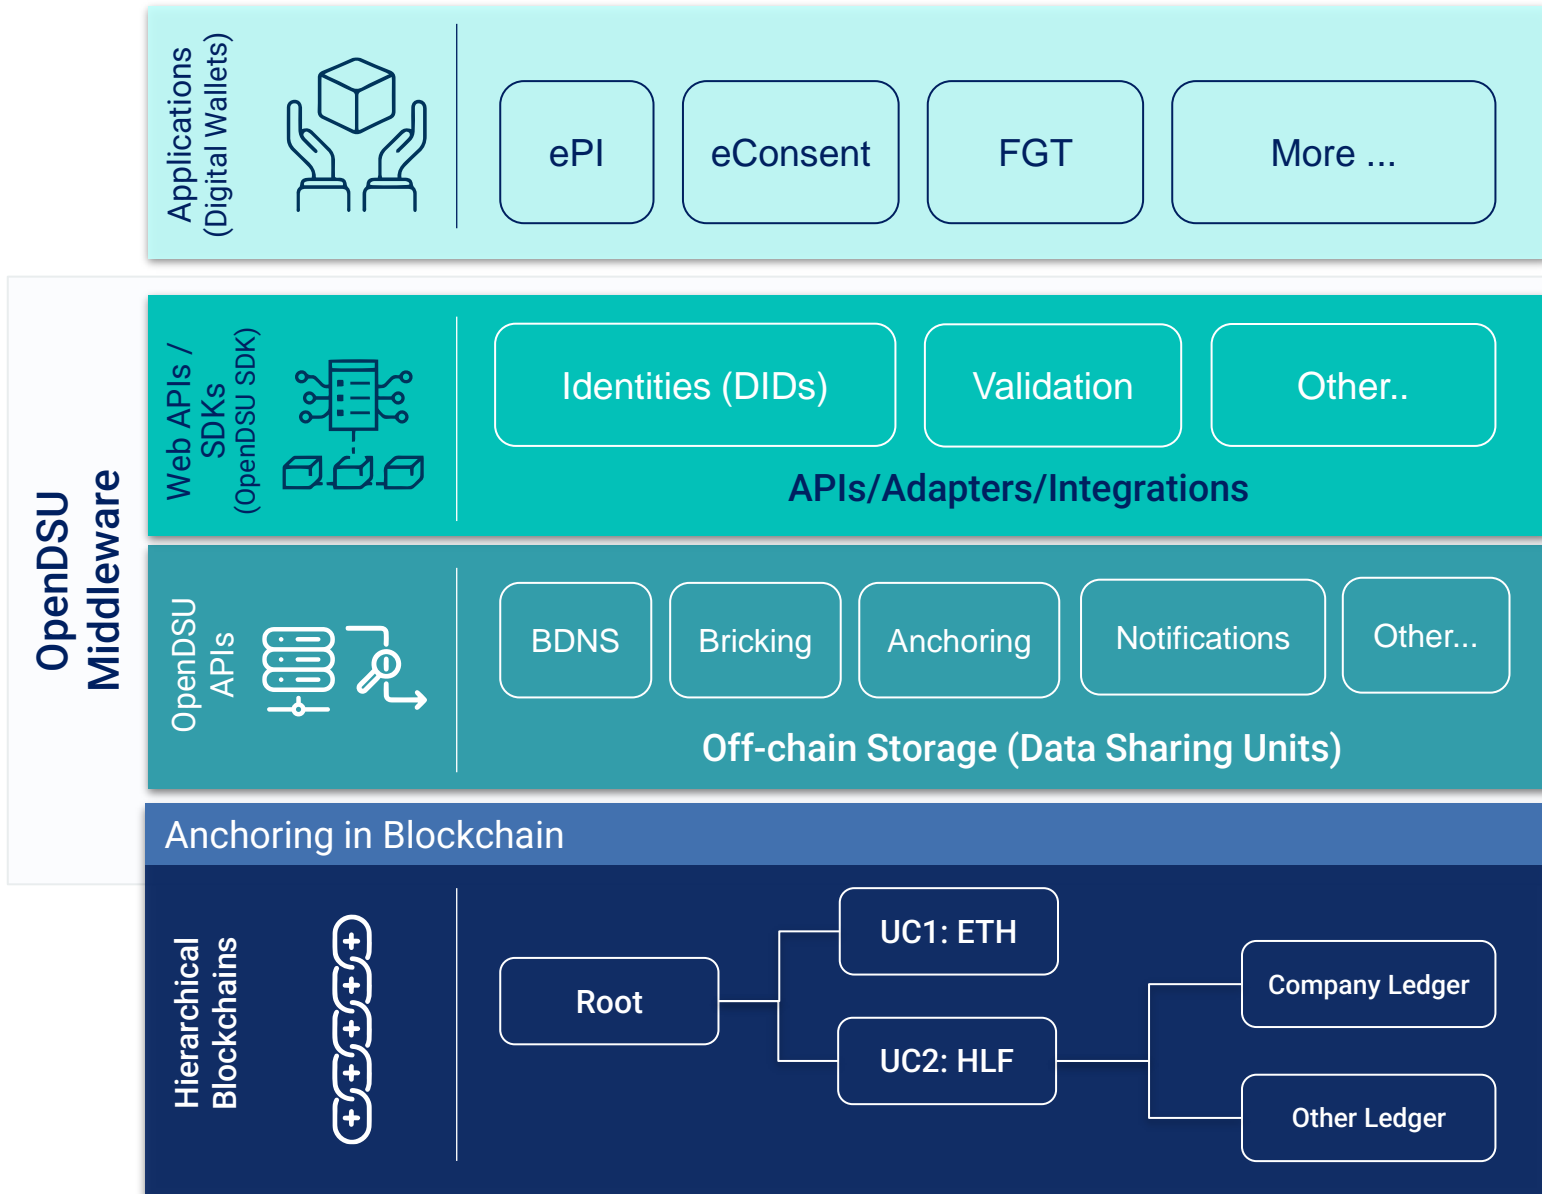 Applications
(Digital Wallets)
ePI
eConsent
FGT
More ...
OpenDSU
Middleware
Web APIs /
SDKs
(OpenDSU SDK)
Identities (DIDs)
Validation
Other..
APIs/Adapters/Integrations
OpenDSU
APIs
BDNS
Bricking
Anchoring
Notifications
Other...
Off-chain Storage (Data Sharing Units)
Anchoring in Blockchain
Hierarchical
Blockchains
Root
UC1: ETH
UC2: HLF
Company Ledger
Other Ledger